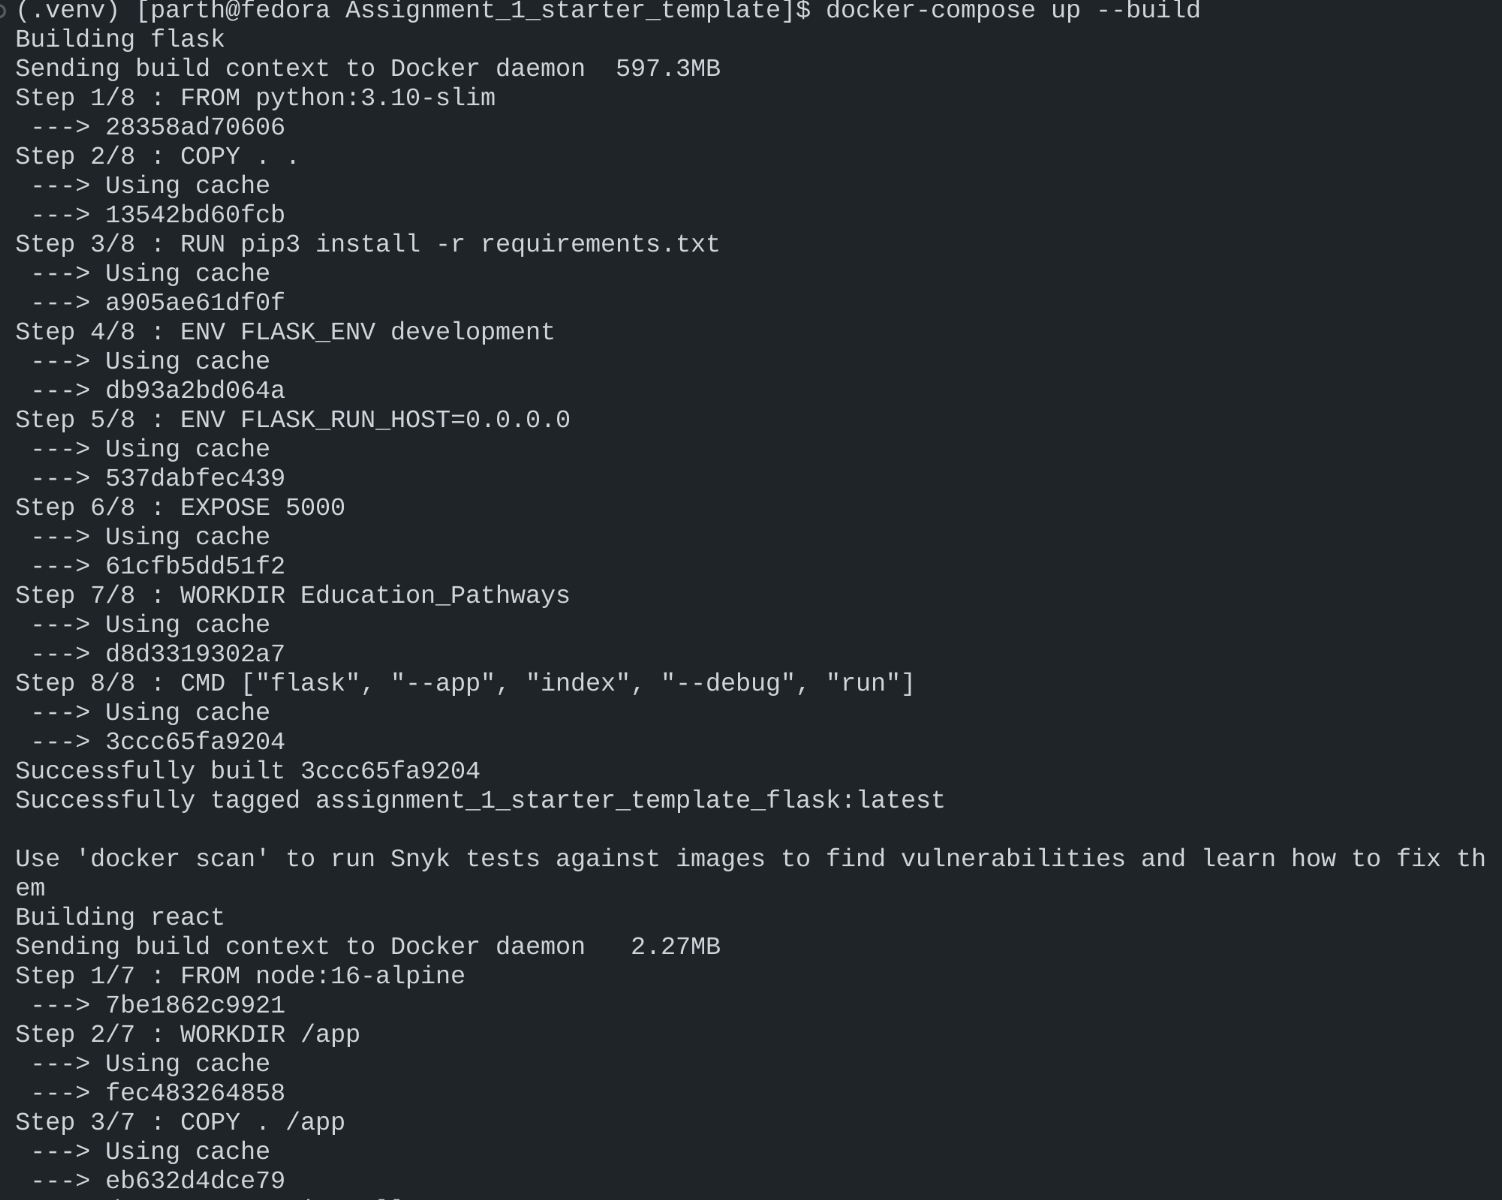 (.venv) [parth@fedora Assignment_1_starter_template]$ docker-compose up --build
Building flask
Sending build context to Docker daemon  597.3MB
Step 1/8 : FROM python:3.10-slim
 ---> 28358ad70606
Step 2/8 : COPY . .
 ---> Using cache
 ---> 13542bd60fcb
Step 3/8 : RUN pip3 install -r requirements.txt
 ---> Using cache
 ---> a905ae61df0f
Step 4/8 : ENV FLASK_ENV development
 ---> Using cache
 ---> db93a2bd064a
Step 5/8 : ENV FLASK_RUN_HOST=0.0.0.0
 ---> Using cache
 ---> 537dabfec439
Step 6/8 : EXPOSE 5000
 ---> Using cache
 ---> 61cfb5dd51f2
Step 7/8 : WORKDIR Education_Pathways
 ---> Using cache
 ---> d8d3319302a7
Step 8/8 : CMD ["flask", "--app", "index", "--debug", "run"]
 ---> Using cache
 ---> 3ccc65fa9204
Successfully built 3ccc65fa9204
Successfully tagged assignment_1_starter_template_flask:latest

Use 'docker scan' to run Snyk tests against images to find vulnerabilities and learn how to fix th
em
Building react
Sending build context to Docker daemon   2.27MB
Step 1/7 : FROM node:16-alpine
 ---> 7be1862c9921
Step 2/7 : WORKDIR /app
 ---> Using cache
 ---> fec483264858
Step 3/7 : COPY . /app
 ---> Using cache
 ---> eb632d4dce79